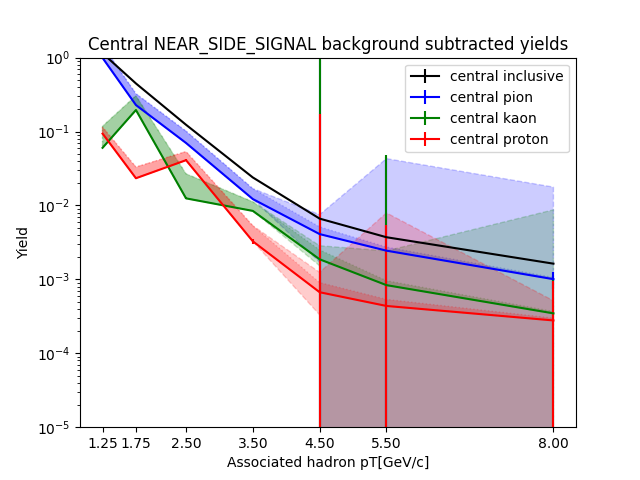 Central NEAR_SIDE_SIGNAL background subtracted yields
central inclusive
central pion
central kaon
central proton
Yield
10⁰
10⁻¹
10⁻²
10⁻³
10⁻⁴
10⁻⁵
1.25 1.75 2.50 3.50 4.50 5.50 8.00
Associated hadron pT[GeV/c]